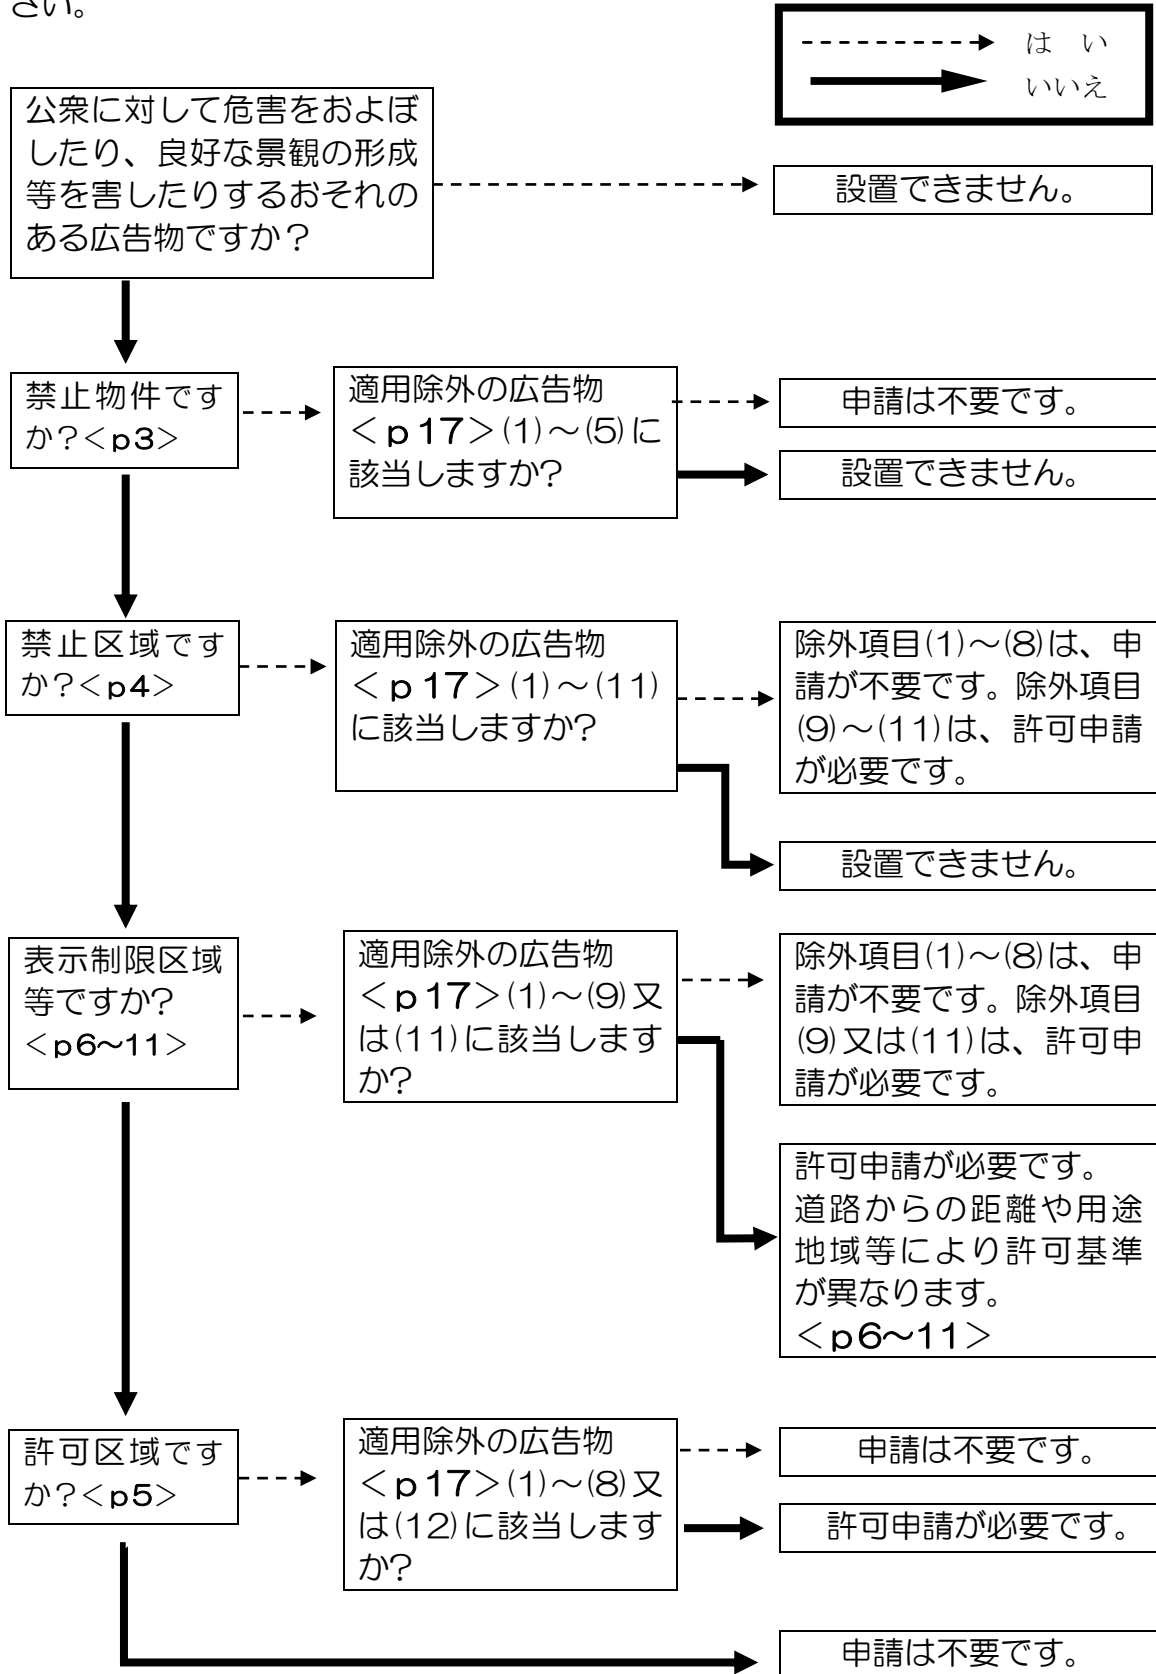 さい。
は　い
いいえ
公衆に対して危害をおよぼ
したり、良好な景観の形成
等を害したりするおそれの
ある広告物ですか？
設置できません。
禁止物件です
か？＜p3＞
適用除外の広告物
＜p17＞(1)～(5)に
該当しますか？
申請は不要です。
設置できません。
禁止区域です
か？＜p4＞
適用除外の広告物
＜p17＞(1)～(11)
に該当しますか？
除外項目(1)～(8)は、申
請が不要です。除外項目
(9)～(11)は、許可申請
が必要です。
設置できません。
表示制限区域
等ですか？
＜p6～11＞
適用除外の広告物
＜p17＞(1)～(9)又
は(11)に該当します
か？
除外項目(1)～(8)は、申
請が不要です。除外項目
(9)又は(11)は、許可申
請が必要です。
許可申請が必要です。
道路からの距離や用途
地域等により許可基準
が異なります。
＜p6～11＞
許可区域です
か？＜p5＞
適用除外の広告物
＜p17＞(1)～(8)又
は(12)に該当します
か？
申請は不要です。
許可申請が必要です。
申請は不要です。